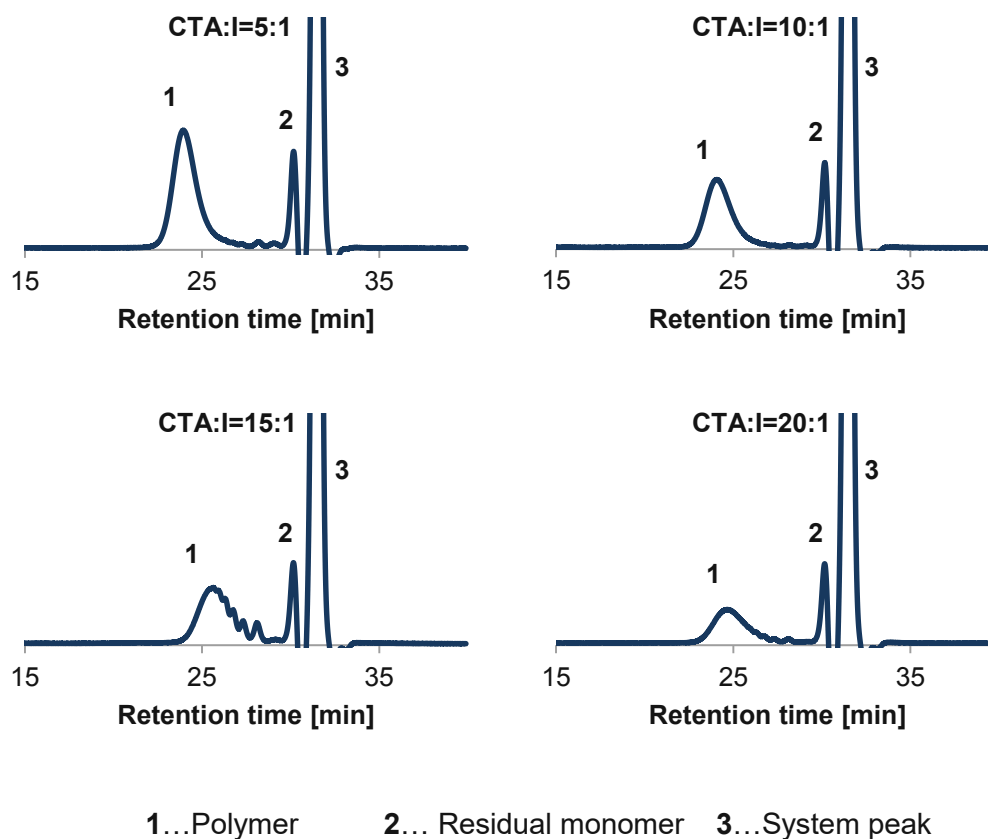 CTA:I=5:1
3
1
2
15
25
35
Retention time [min]
CTA:I=10:1
3
1
2
15
25
35
Retention time [min]
CTA:I=15:1
3
1
2
15
25
35
Retention time [min]
CTA:I=20:1
3
1
2
15
25
35
Retention time [min]
1…Polymer 2… Residual monomer 3…System peak